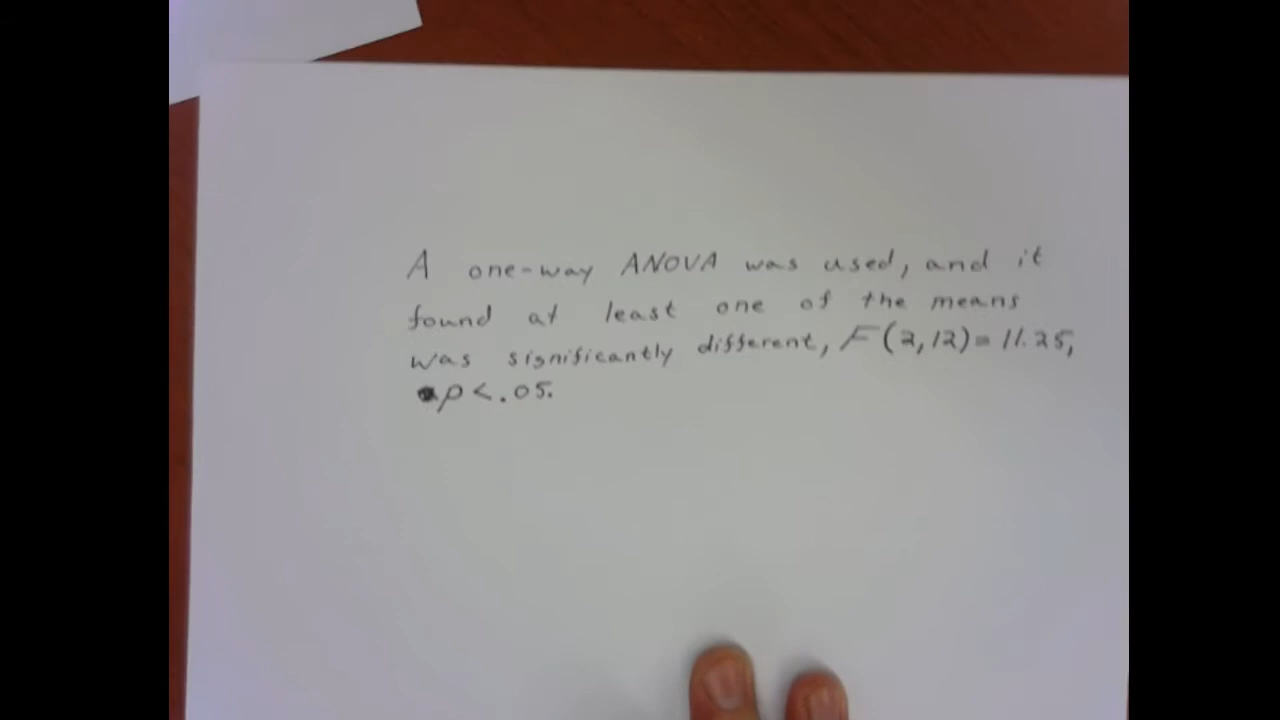 A one-way ANOVA was used, and it
found at least one of the means
was significantly different, F(2,12)=11.25,
p<.05.